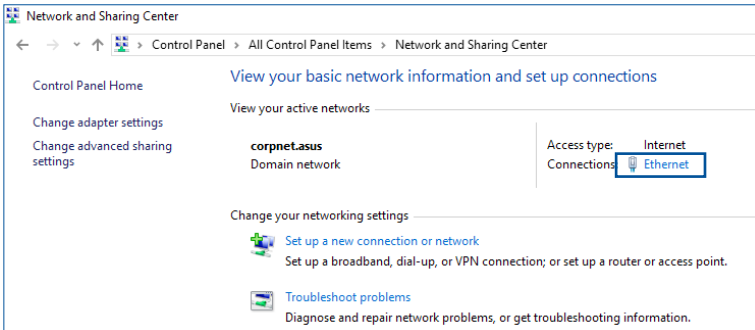 Network and Sharing Center
Control Panel > All Control Panel Items > Network and Sharing Center
Control Panel Home
Change adapter settings
Change advanced sharing
settings
View your basic network information and set up connections
View your active networks
corpnet.asus
Domain network
Access type: Internet
Connections: Ethernet
Change your networking settings
Set up a new connection or network
Set up a broadband, dial-up, or VPN connection; or set up a router or access point.
Troubleshoot problems
Diagnose and repair network problems, or get troubleshooting information.